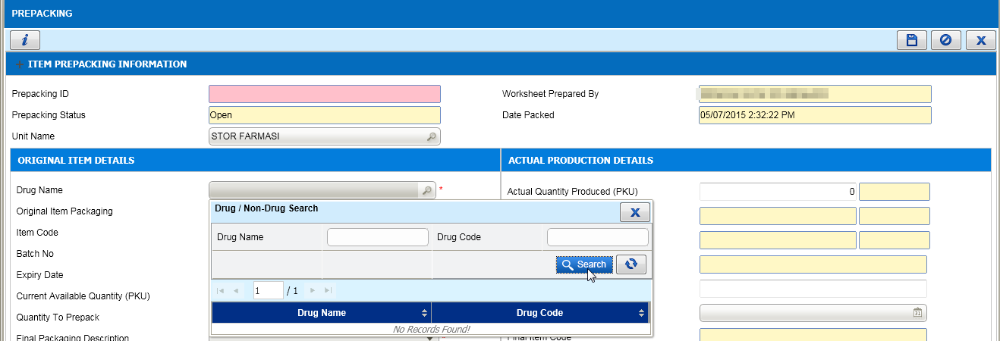 PREPACKING
i
X
+ ITEM PREPACKING INFORMATION
Prepacking ID
Worksheet Prepared By
Prepacking Status
Open
Date Packed
05/07/2015 2:32:22 PM
Unit Name
STOR FARMASI
ORIGINAL ITEM DETAILS
ACTUAL PRODUCTION DETAILS
Drug Name
*
Actual Quantity Produced (PKU)
0
Original Item Packaging
Item Code
Batch No
Expiry Date
Current Available Quantity (PKU)
Quantity To Prepack
31
Final Packaging Description
Final Item Code
Drug / Non-Drug Search
X
Drug Name
Drug Code
Search
1
/ 1
Drug Name
Drug Code
No Records Found!